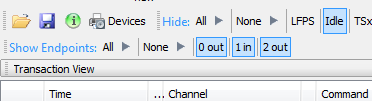 Devices Hide: All None LFPS Idle TSx
Show Endpoints: All None 0 out 1 in 2 out
Transaction View
Time ... Channel Command